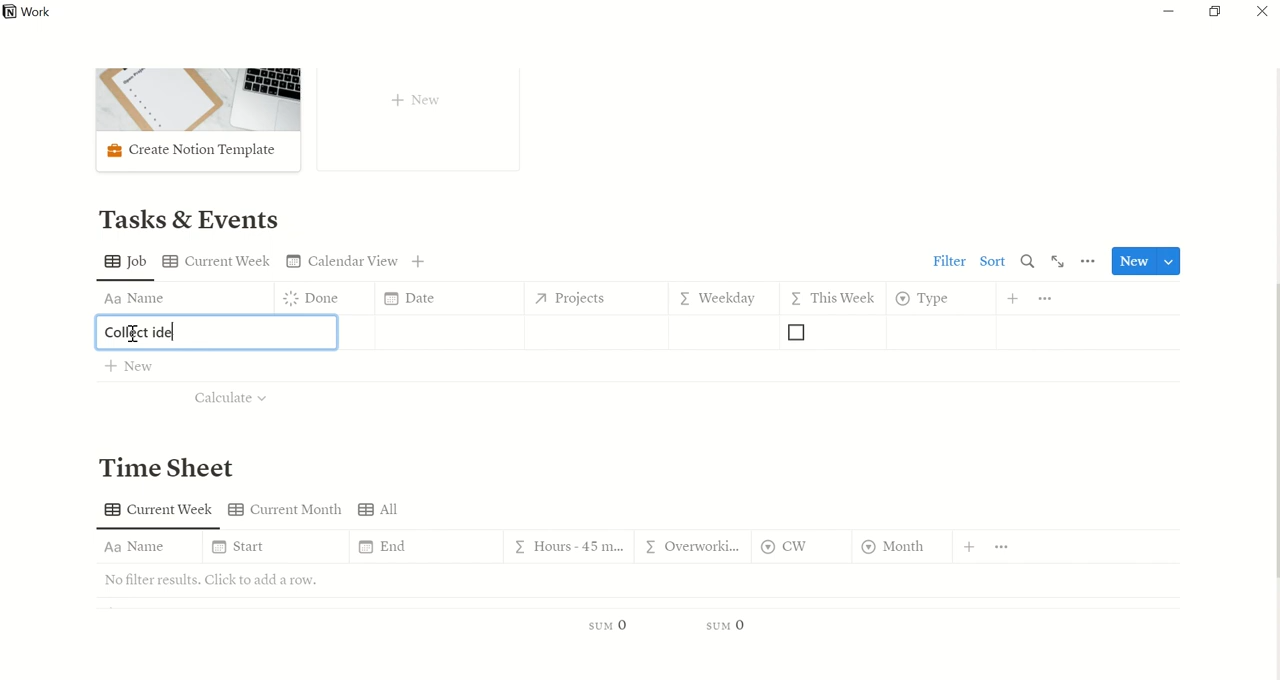 Work
+ New
Create Notion Template
Tasks & Events
Job Current Week Calendar View +
Filter Sort New
Aa Name Done Date Projects Σ Weekday Σ This Week Type + •••
Collect ide
+ New
Calculate
Time Sheet
Current Week Current Month All
Aa Name Start End Σ Hours - 45 m... Σ Overworki... CW Month + •••
No filter results. Click to add a row.
SUM 0 SUM 0